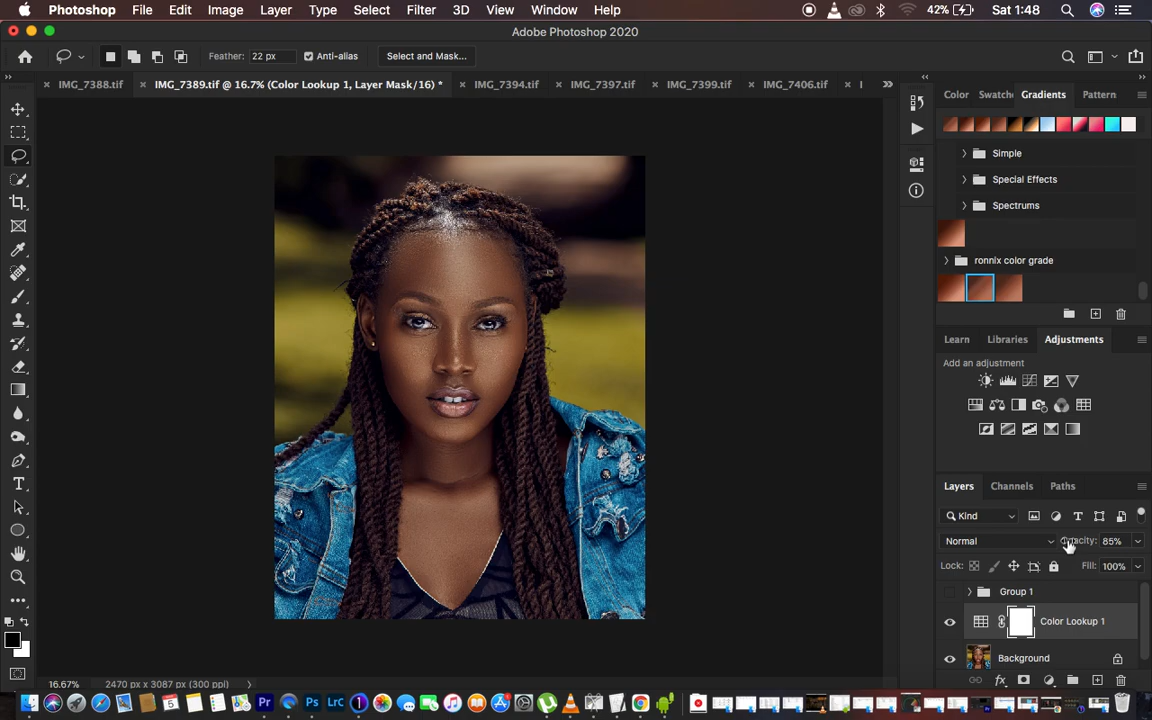 Photoshop File Edit Image Layer Type Select Filter 3D View Window Help 42% Sat 1:48
Adobe Photoshop 2020
Feather: 22 px Anti-alias Select and Mask...
IMG_7388.tif IMG_7389.tif @ 16.7% (Color Lookup 1, Layer Mask/16) * IMG_7394.tif IMG_7397.tif IMG_7399.tif IMG_7406.tif I
Color Swatche Gradients Pattern
Simple
Special Effects
Spectrums
ronnix color grade
Learn Libraries Adjustments
Add an adjustment
Layers Channels Paths
Kind
Normal Opacity: 85%
Lock: Fill: 100%
Group 1
Color Lookup 1
Background
16.67% 2470 px x 3087 px (300 ppi)
Pr Ps LrC